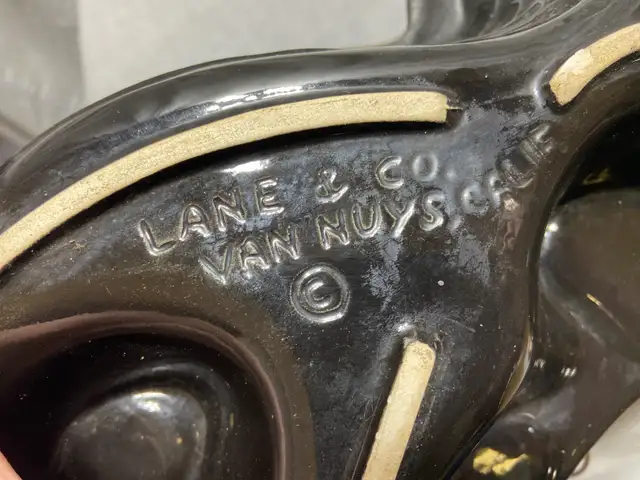 LANE & CO.
VAN NUYS, CALIF
©